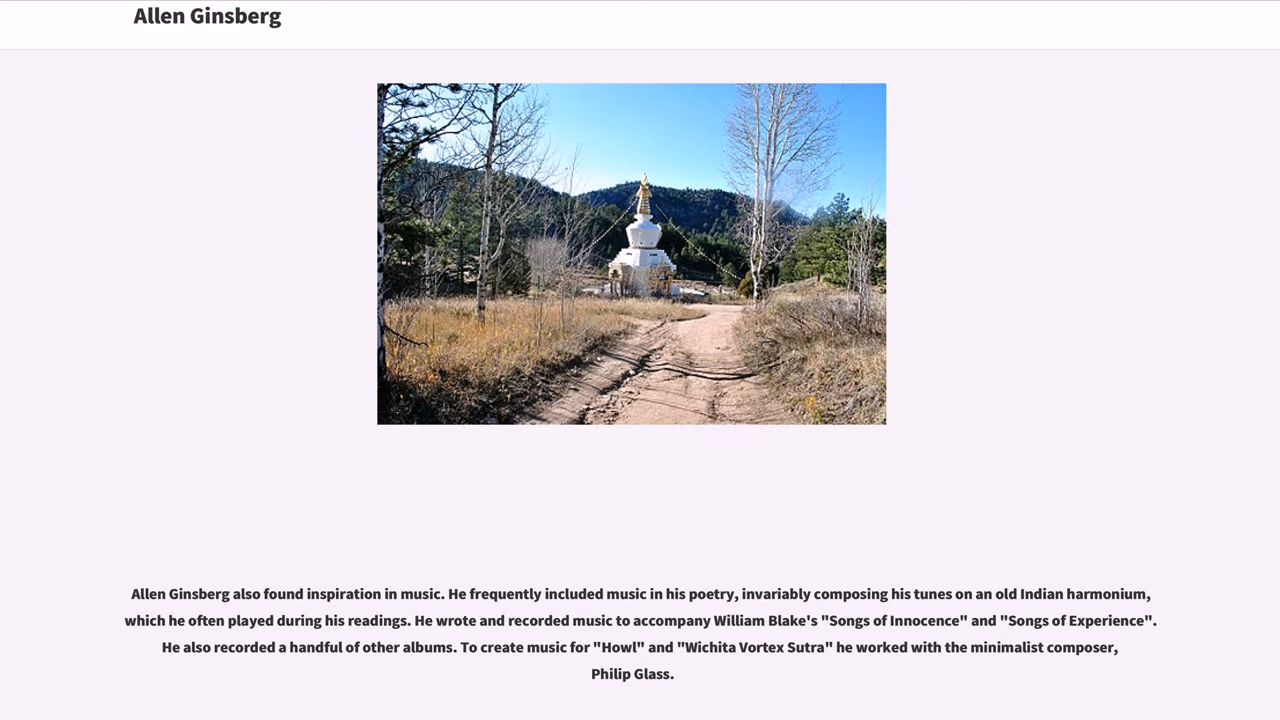 Allen Ginsberg
Allen Ginsberg also found inspiration in music. He frequently included music in his poetry, invariably composing his tunes on an old Indian harmonium,
which he often played during his readings. He wrote and recorded music to accompany William Blake's "Songs of Innocence" and "Songs of Experience".
He also recorded a handful of other albums. To create music for "Howl" and "Wichita Vortex Sutra" he worked with the minimalist composer,
Philip Glass.